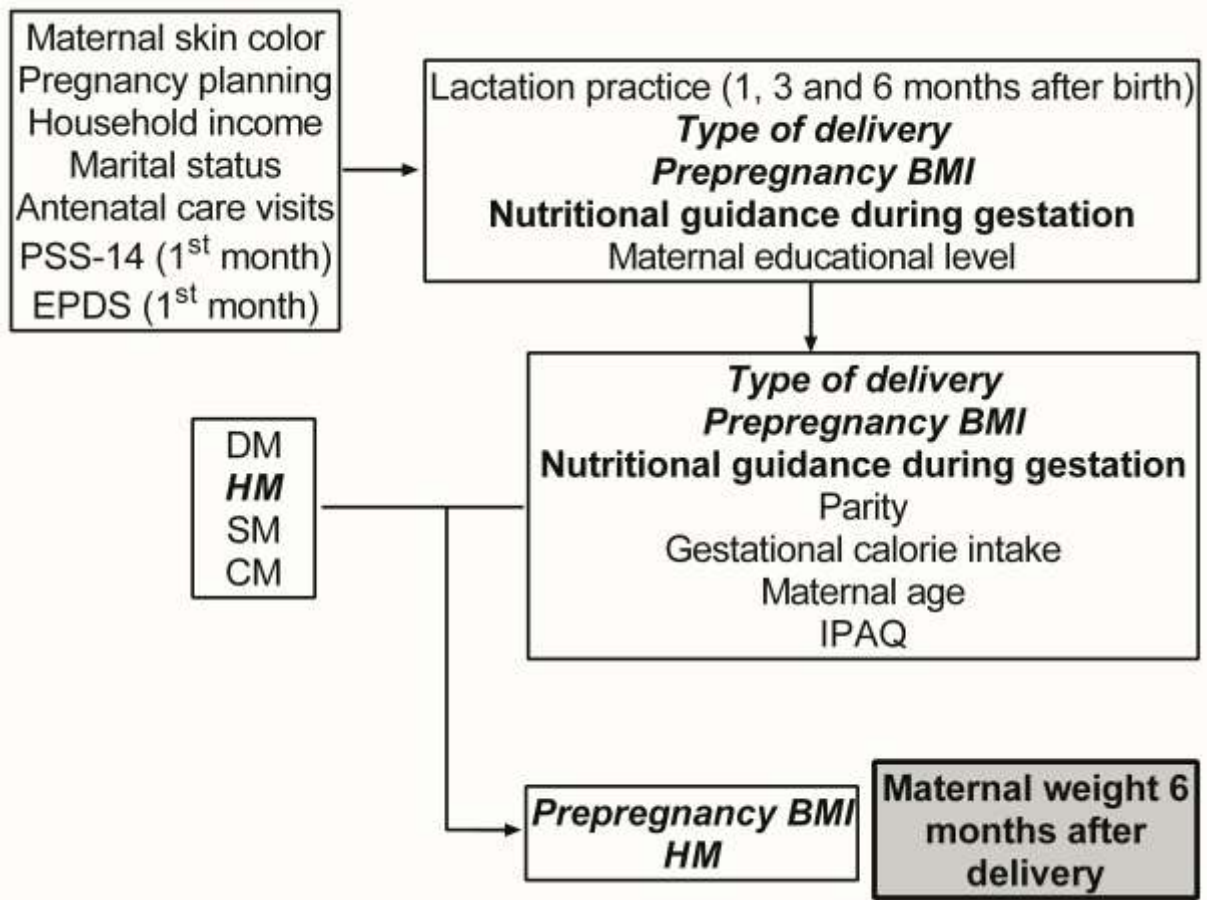 Maternal skin color
Pregnancy planning
Household income
Marital status
Antenatal care visits
PSS-14 (1st month)
EPDS (1st month)
Lactation practice (1, 3 and 6 months after birth)
Type of delivery
Prepregnancy BMI
Nutritional guidance during gestation
Maternal educational level
DM
HM
SM
CM
Type of delivery
Prepregnancy BMI
Nutritional guidance during gestation
Parity
Gestational calorie intake
Maternal age
IPAQ
Prepregnancy BMI
HM
Maternal weight 6
months after
delivery